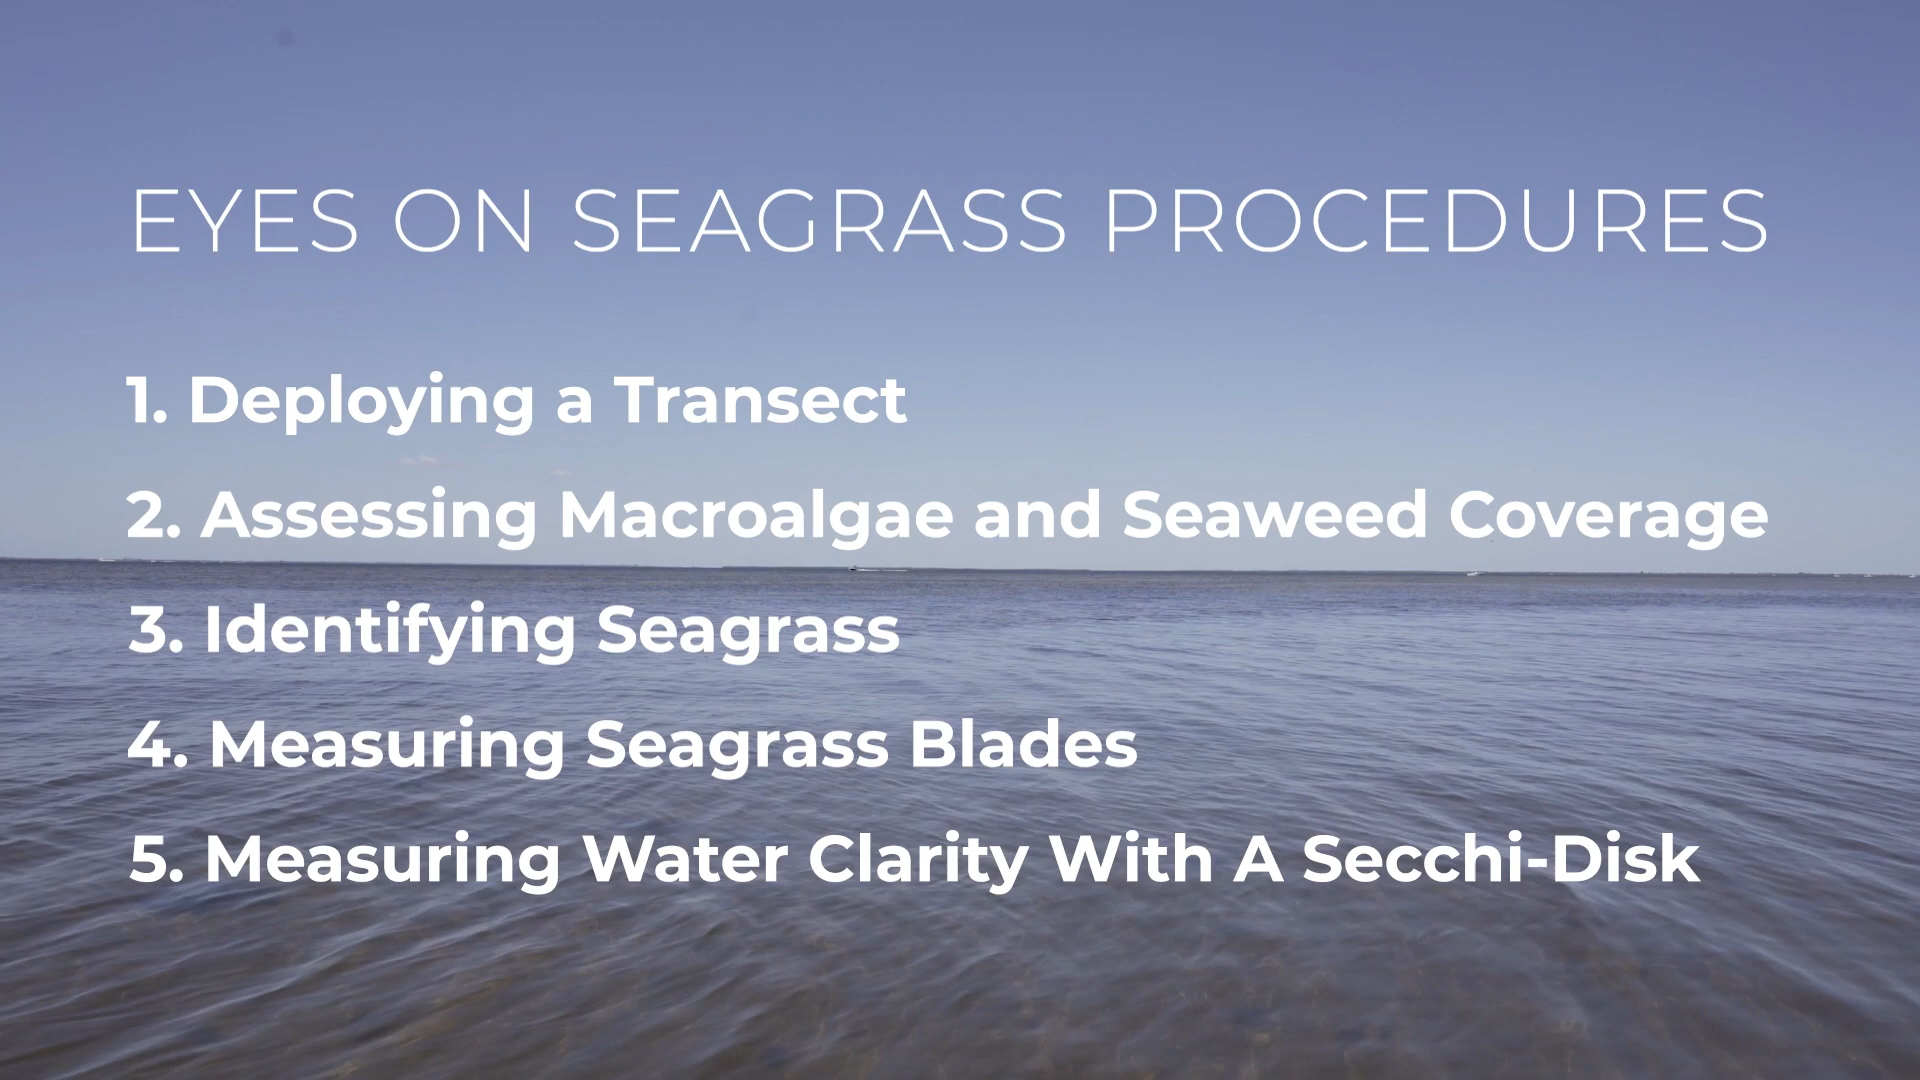 EYES ON SEAGRASS PROCEDURES
1. Deploying a Transect
2. Assessing Macroalgae and Seaweed Coverage
3. Identifying Seagrass
4. Measuring Seagrass Blades
5. Measuring Water Clarity With A Secchi-Disk